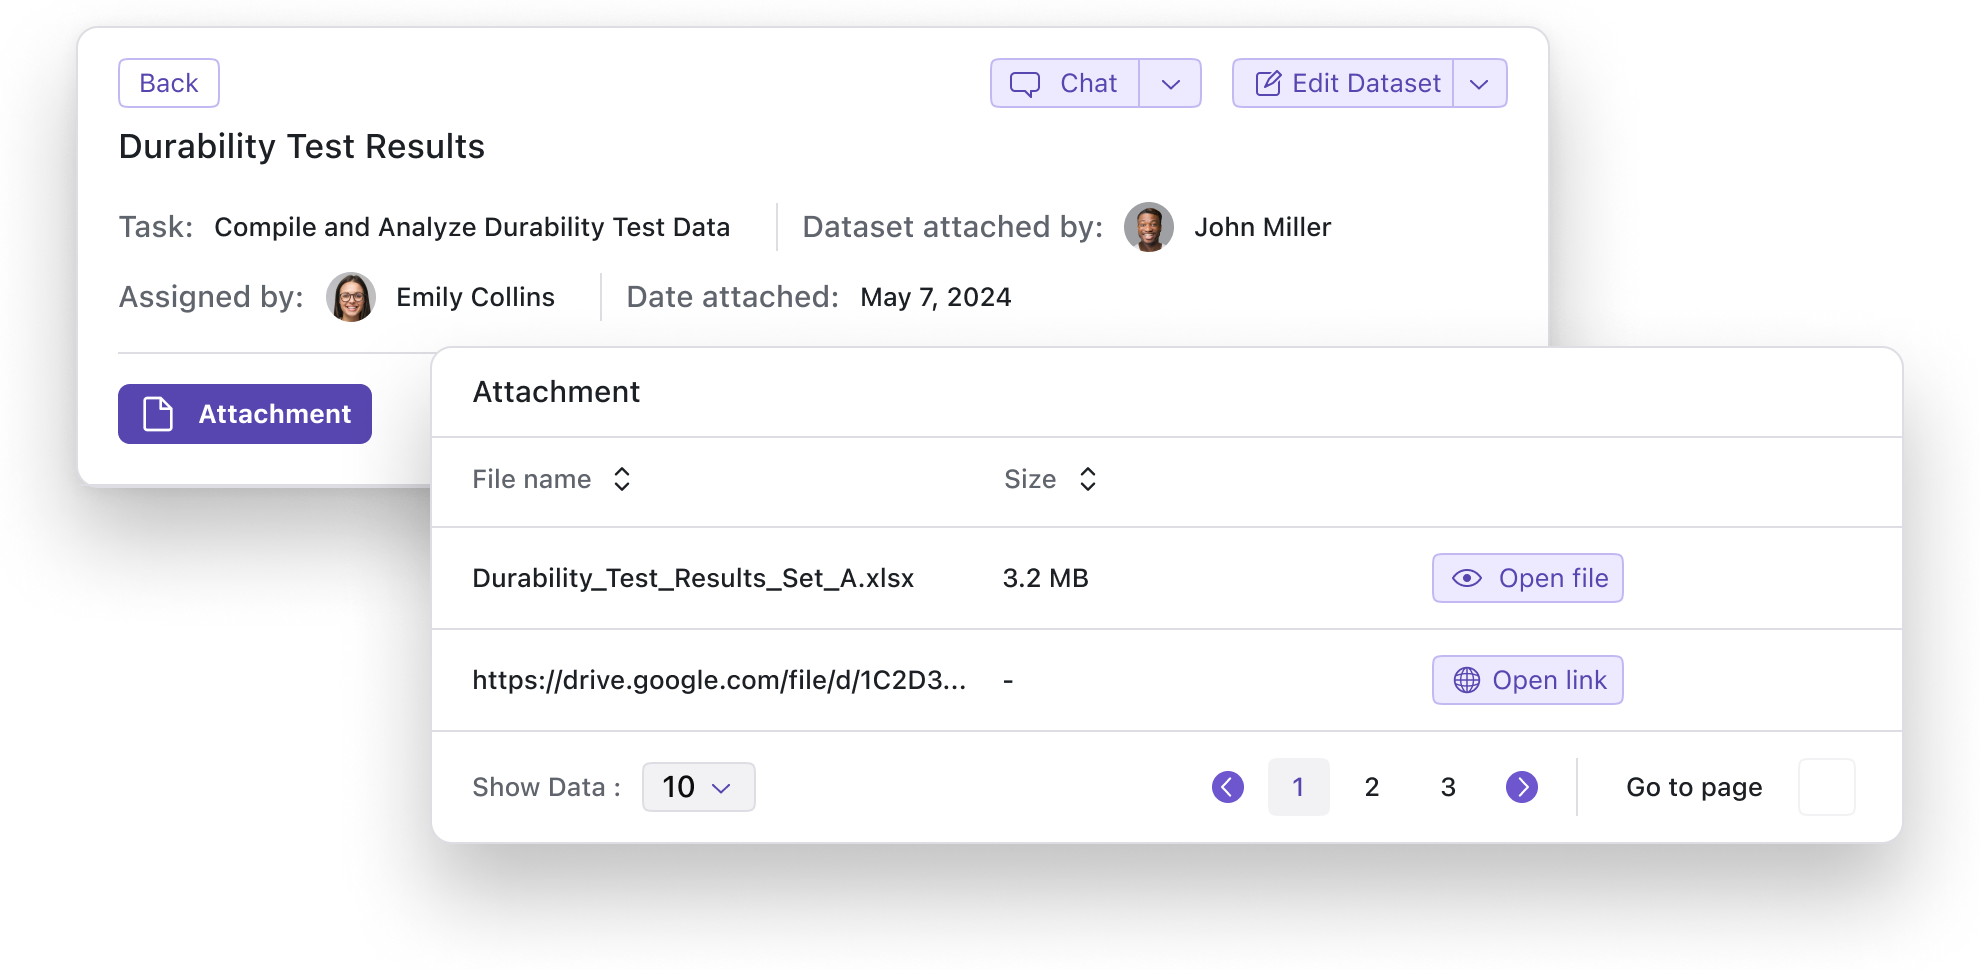 Back Chat Edit Dataset
Durability Test Results
Task: Compile and Analyze Durability Test Data Dataset attached by: John Miller
Assigned by: Emily Collins Date attached: May 7, 2024
Attachment
Attachment
File name Size
Durability_Test_Results_Set_A.xlsx 3.2 MB Open file
https://drive.google.com/file/d/1C2D3... - Open link
Show Data : 10 1 2 3 Go to page